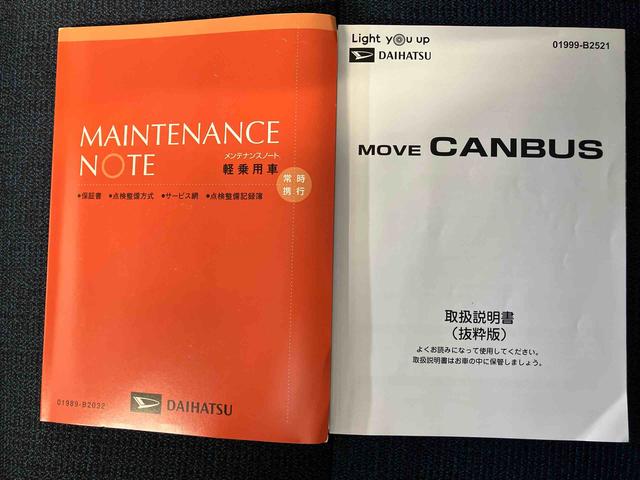 MAINTENANCE
NOTE
メンテナンスノート
軽乗用車
常時
携行
●保証書 ●点検整備方式 ●サービス網 ●点検整備記録簿
01989-B2032
DAIHATSU
Light you up
DAIHATSU
01999-B2521
MOVE CANBUS
取扱説明書
（抜粋版）
よくお読みになって使用してください。
取扱説明書はお車の中に保管しましょう。